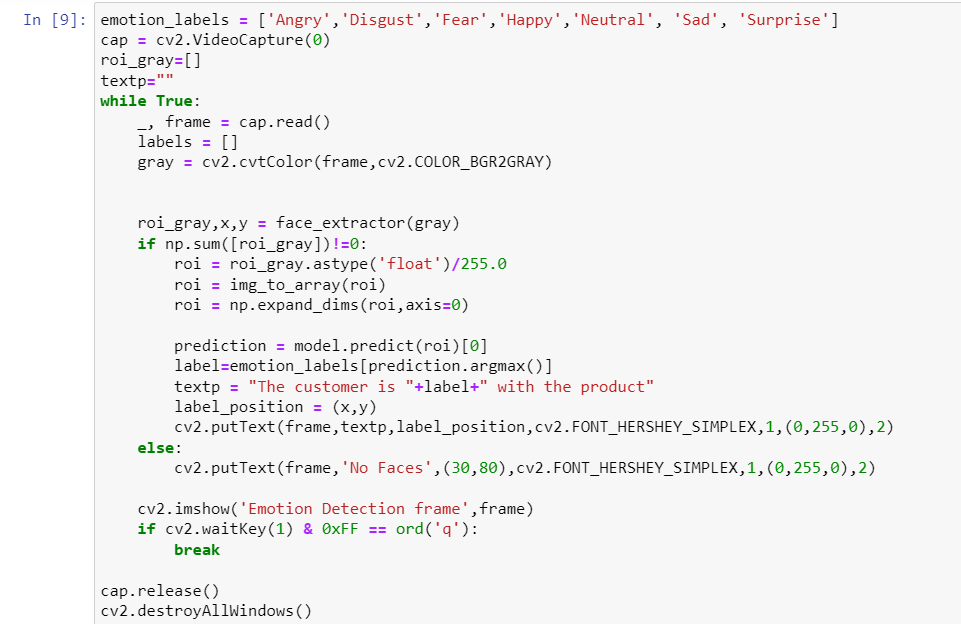 In [9]: emotion_labels = ['Angry','Disgust','Fear','Happy','Neutral', 'Sad', 'Surprise']
cap = cv2.VideoCapture(0)
roi_gray=[]
textp=""
while True:
    _, frame = cap.read()
    labels = []
    gray = cv2.cvtColor(frame,cv2.COLOR_BGR2GRAY)
    roi_gray,x,y = face_extractor(gray)
    if np.sum([roi_gray])!=0:
        roi = roi_gray.astype('float')/255.0
        roi = img_to_array(roi)
        roi = np.expand_dims(roi,axis=0)
        prediction = model.predict(roi)[0]
        label=emotion_labels[prediction.argmax()]
        textp = "The customer is "+label+" with the product"
        label_position = (x,y)
        cv2.putText(frame,textp,label_position,cv2.FONT_HERSHEY_SIMPLEX,1,(0,255,0),2)
    else:
        cv2.putText(frame,'No Faces',(30,80),cv2.FONT_HERSHEY_SIMPLEX,1,(0,255,0),2)
    cv2.imshow('Emotion Detection frame',frame)
    if cv2.waitKey(1) & 0xFF == ord('q'):
        break
cap.release()
cv2.destroyAllWindows()